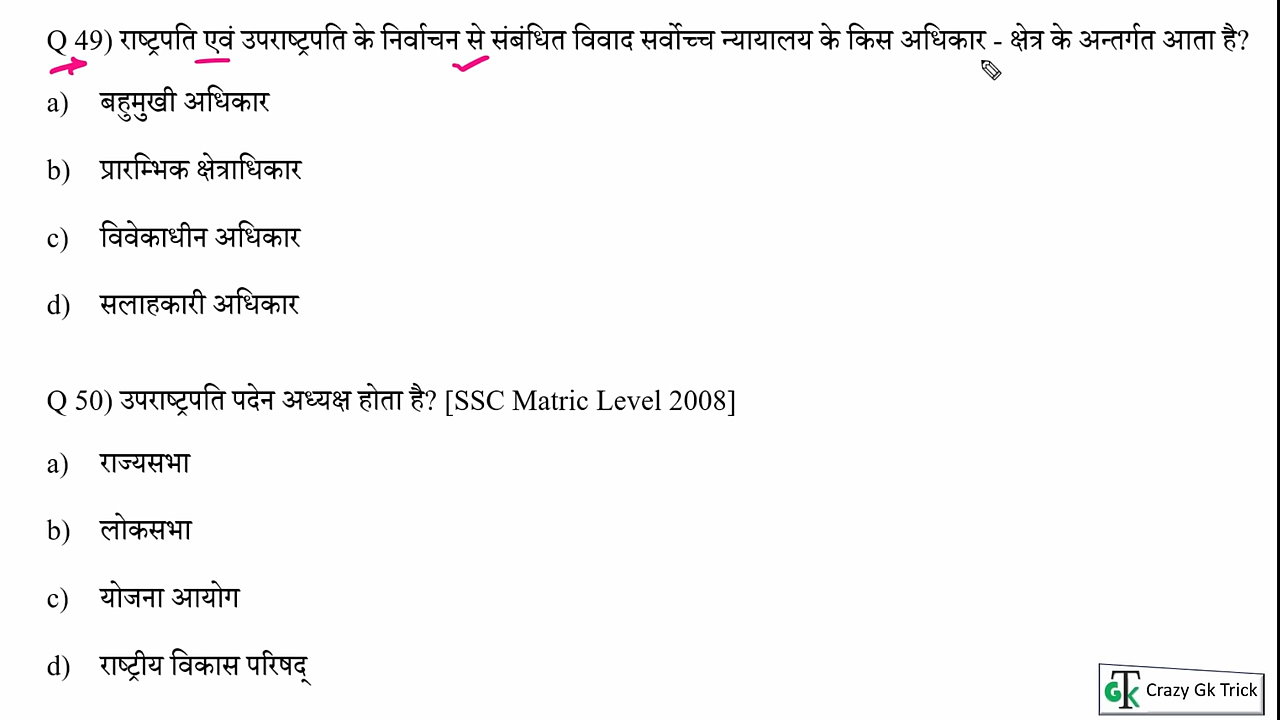 Q 49) राष्ट्रपति एवं उपराष्ट्रपति के निर्वाचन से संबंधित विवाद सर्वोच्च न्यायालय के किस अधिकार - क्षेत्र के अन्तर्गत आता है?
a) बहुमुखी अधिकार
b) प्रारम्भिक क्षेत्राधिकार
c) विवेकाधीन अधिकार
d) सलाहकारी अधिकार
Q 50) उपराष्ट्रपति पदेन अध्यक्ष होता है? [SSC Matric Level 2008]
a) राज्यसभा
b) लोकसभा
c) योजना आयोग
d) राष्ट्रीय विकास परिषद्
GTK Crazy Gk Trick